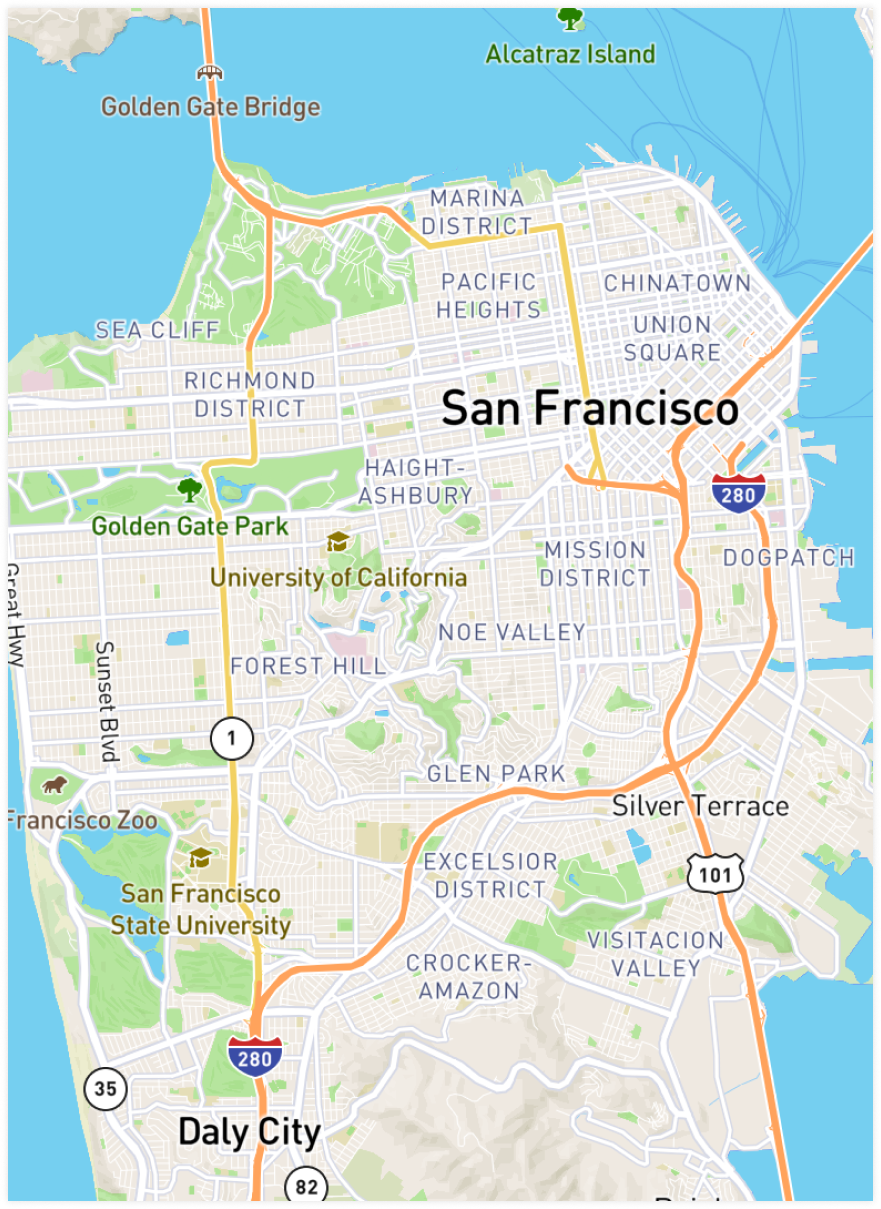 Alcatraz Island
Golden Gate Bridge
MARINA
DISTRICT
PACIFIC
HEIGHTS
CHINATOWN
SEA CLIFF
UNION
SQUARE
RICHMOND
DISTRICT
San Francisco
HAIGHT-
ASHBURY
280
Golden Gate Park
MISSION
DISTRICT
DOGPATCH
University of California
Great Hwy
NOE VALLEY
FOREST HILL
Sunset Blvd
1
GLEN PARK
Silver Terrace
Francisco Zoo
EXCELSIOR
DISTRICT
101
San Francisco
State University
VISITACION
VALLEY
CROCKER-
AMAZON
280
35
Daly City
82